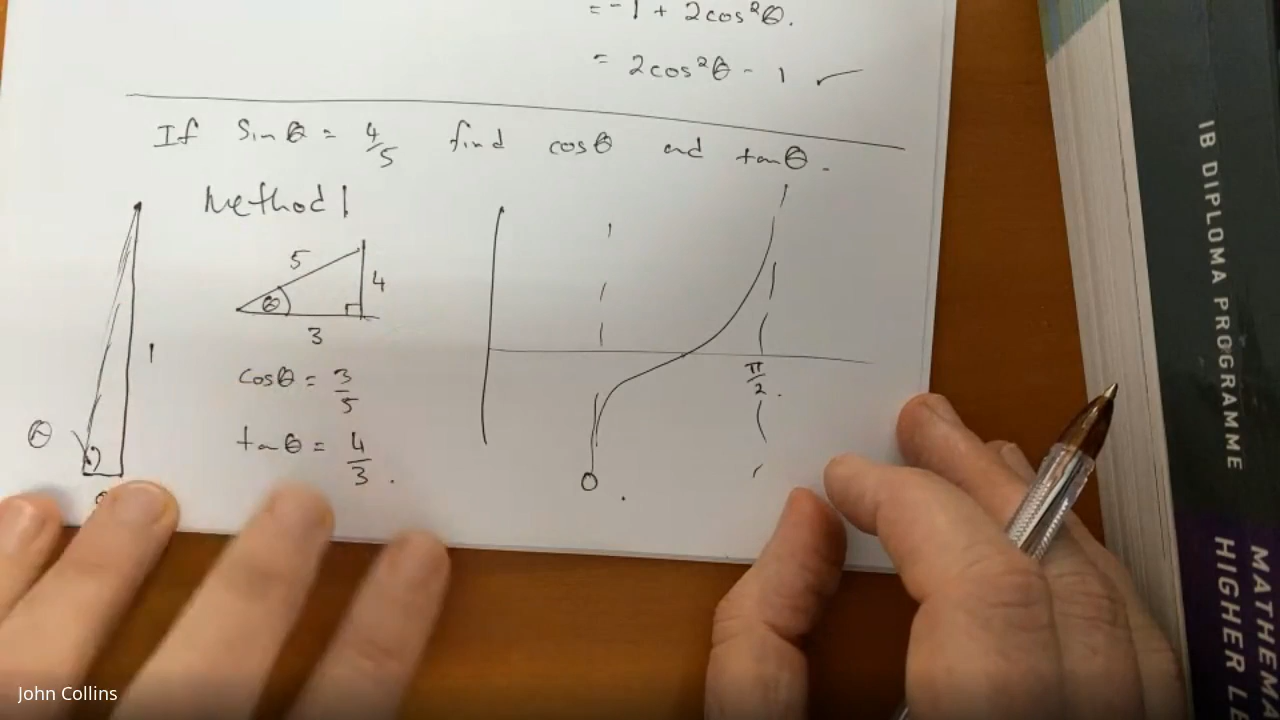 = -1 + 2cos²θ.
= 2cos²θ - 1 ✓
If Sinθ = 4/5 find cosθ and tanθ.
Method 1
5
4
θ
3
cosθ = 3/5
tanθ = 4/3.
1
θ
π/2.
0.
IB DIPLOMA PROGRAMME
MATHEMA
HIGHER LE
John Collins